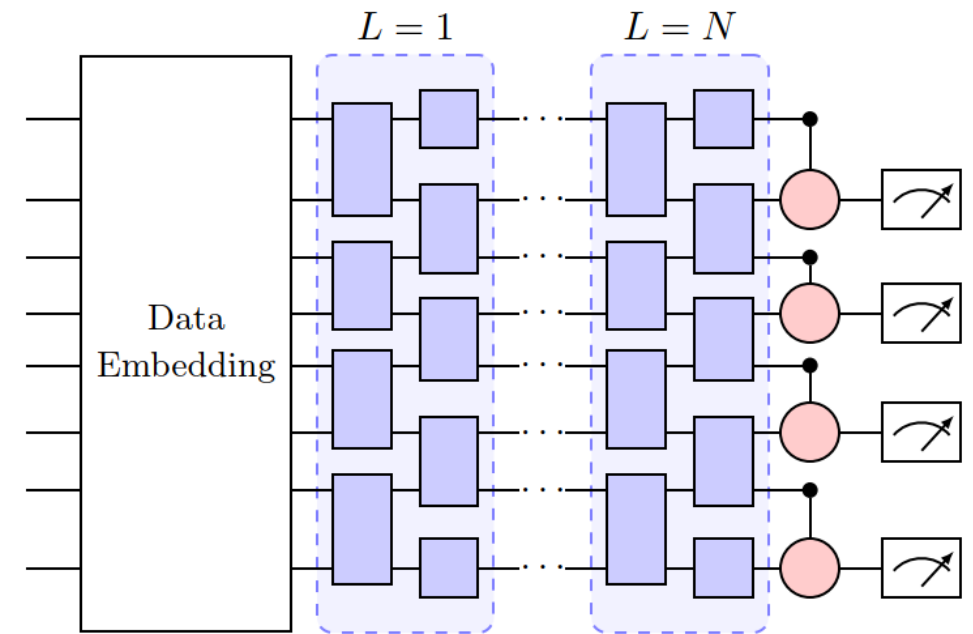 L = 1
L = N
Data
Embedding